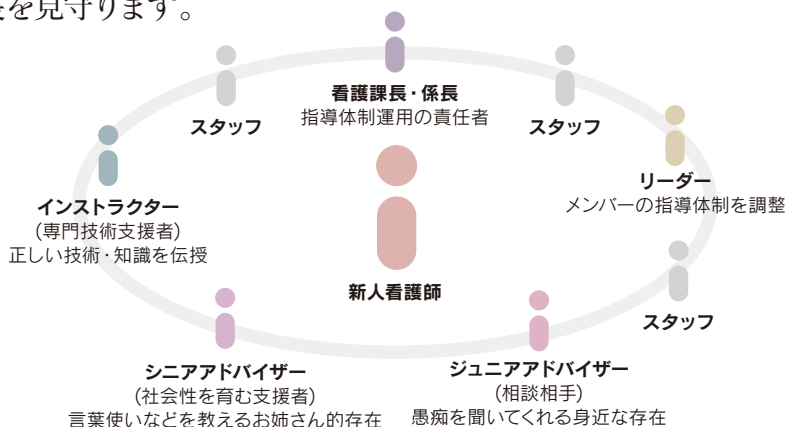 を見守ります。
看護課長・係長
指導体制運用の責任者
スタッフ
スタッフ
リーダー
メンバーの指導体制を調整
インストラクター
(専門技術支援者)
正しい技術・知識を伝授
新人看護師
スタッフ
シニアアドバイザー
(社会性を育む支援者)
言葉使いなどを教えるお姉さん的存在
ジュニアアドバイザー
(相談相手)
愚痴を聞いてくれる身近な存在